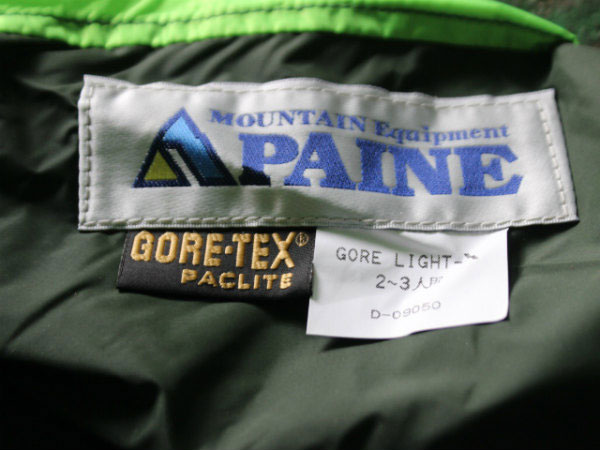 MOUNTAIN Equipment
PAINE
GORE-TEX®
PACLITE
GORE LIGHT-
2~3人用
D-09050